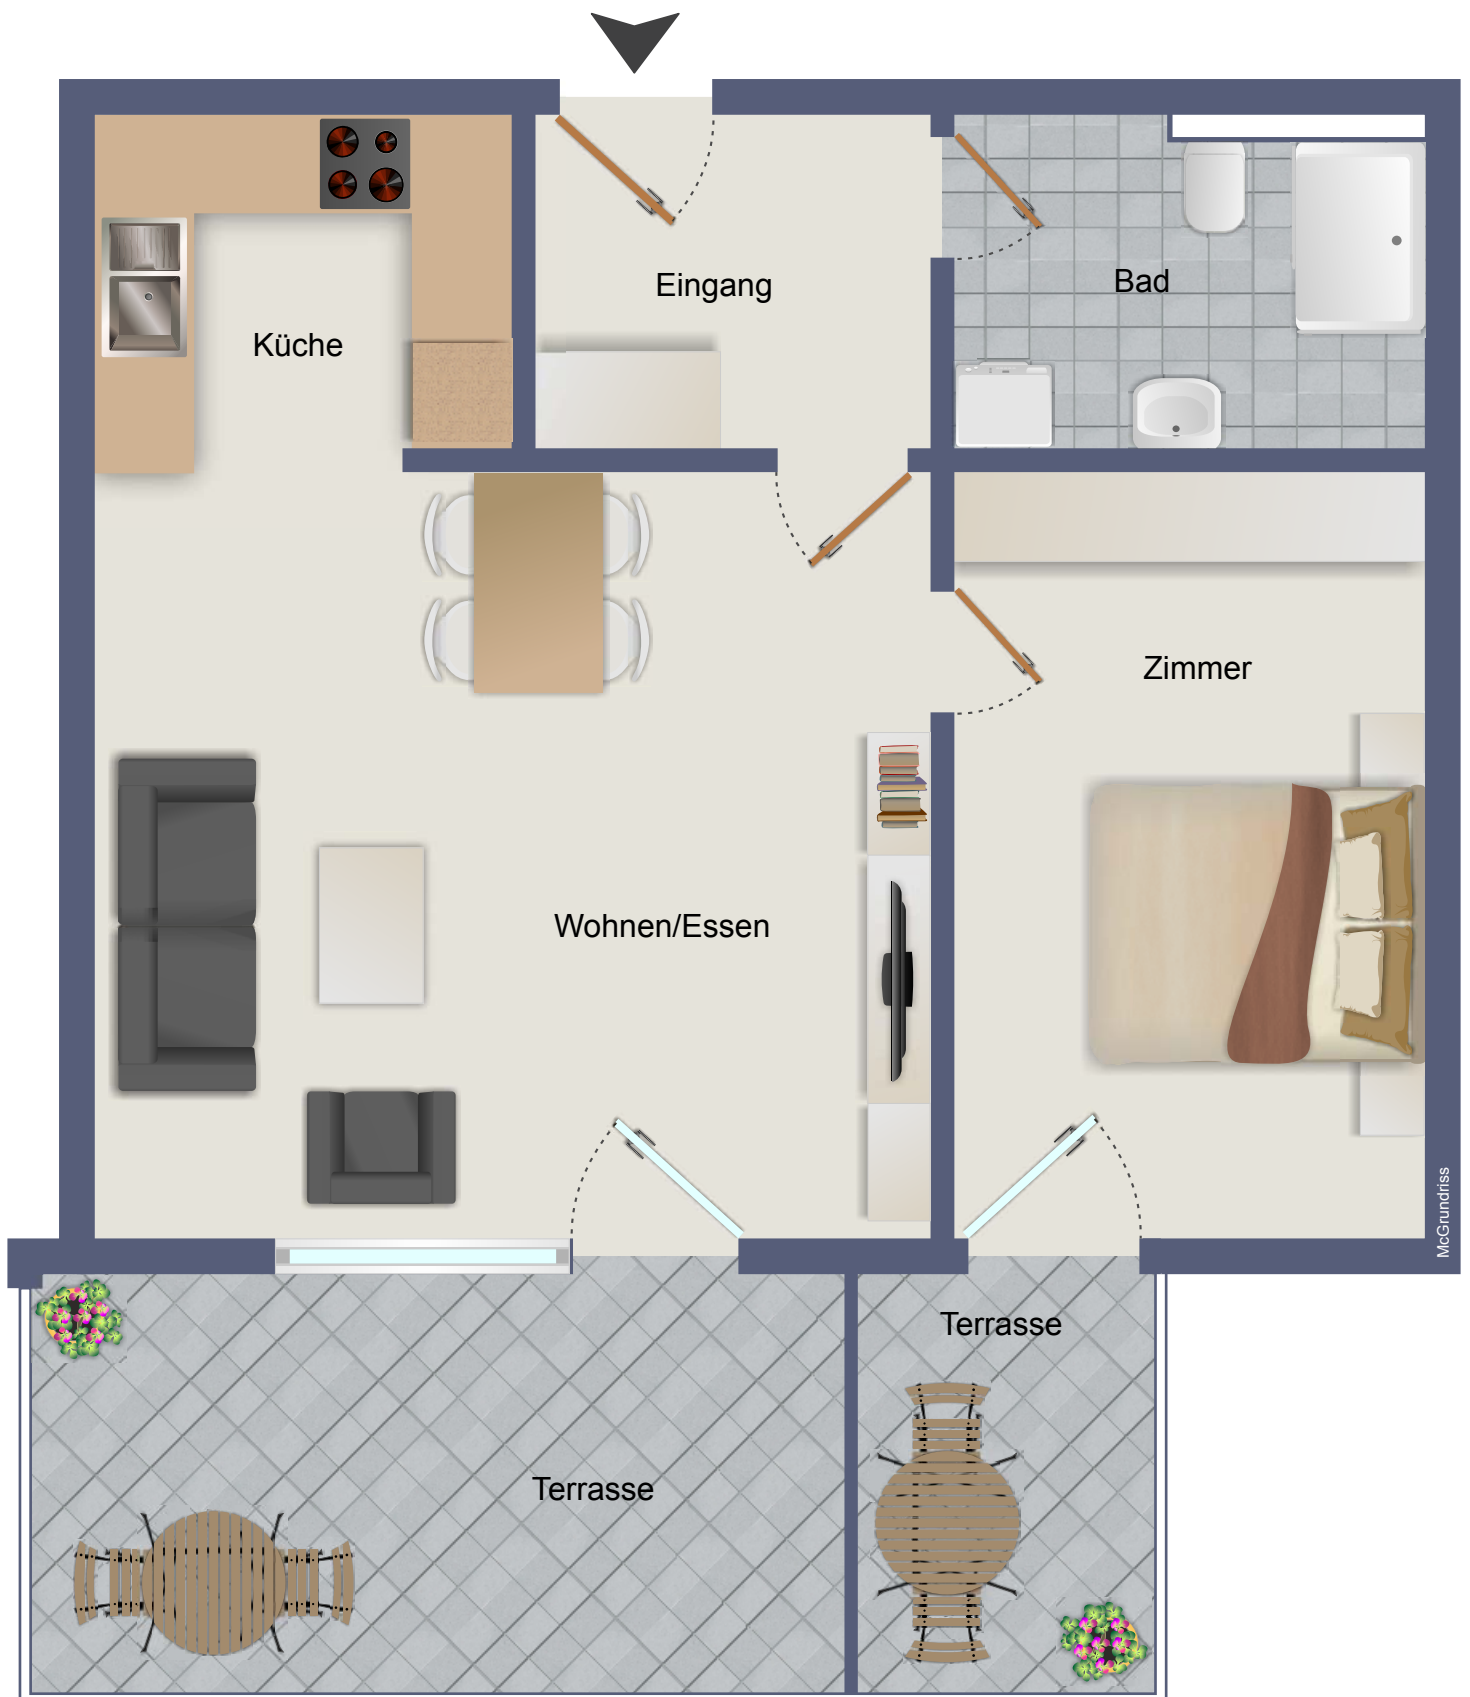 Eingang
Bad
Küche
Zimmer
Wohnen/Essen
McGrundriss
Terrasse
Terrasse